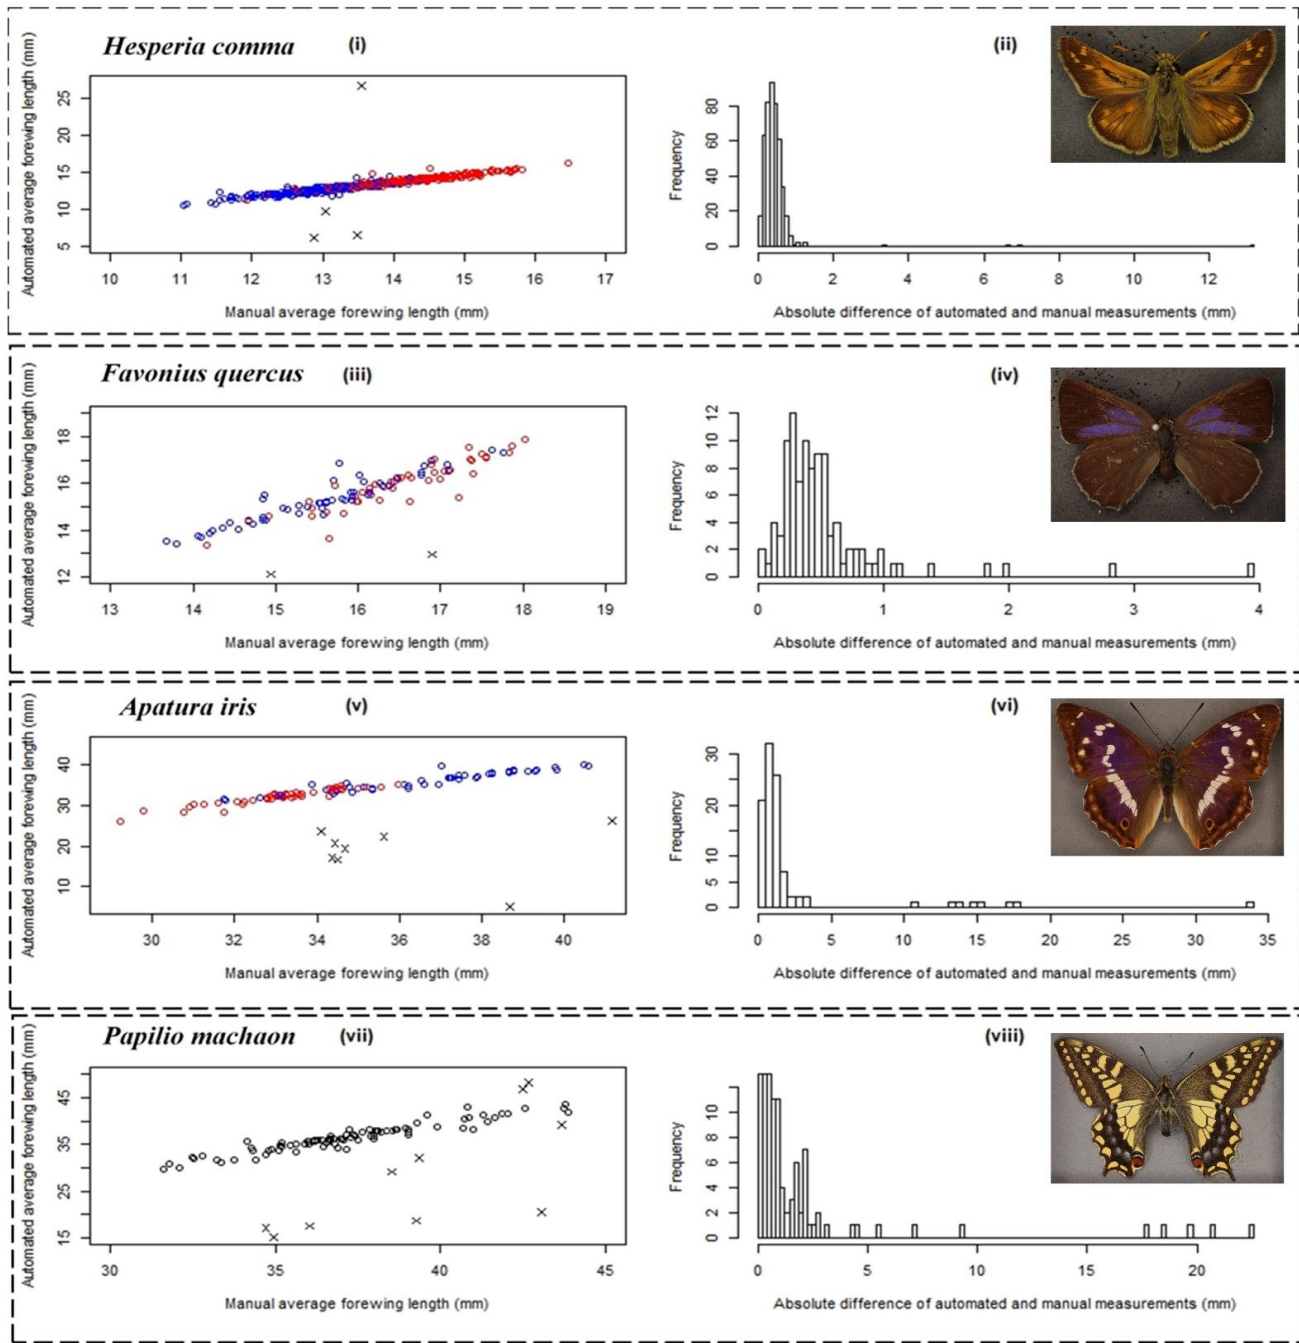 Hesperia comma (i)
Automated average forewing length (mm)
25
20
15
10
5
10 11 12 13 14 15 16 17
Manual average forewing length (mm)
(ii)
Frequency
80
60
40
20
0
0 2 4 6 8 10 12
Absolute difference of automated and manual measurements (mm)
Favonius quercus (iii)
Automated average forewing length (mm)
18
16
14
12
13 14 15 16 17 18 19
Manual average forewing length (mm)
(iv)
Frequency
12
10
8
6
4
2
0
0 1 2 3 4
Absolute difference of automated and manual measurements (mm)
Apatura iris (v)
Automated average forewing length (mm)
40
30
20
10
30 32 34 36 38 40
Manual average forewing length (mm)
(vi)
Frequency
30
20
10
5
0
0 5 10 15 20 25 30 35
Absolute difference of automated and manual measurements (mm)
Papilio machaon (vii)
Automated average forewing length (mm)
45
35
25
15
30 35 40 45
Manual average forewing length (mm)
(viii)
Frequency
10
8
6
4
2
0
0 5 10 15 20
Absolute difference of automated and manual measurements (mm)